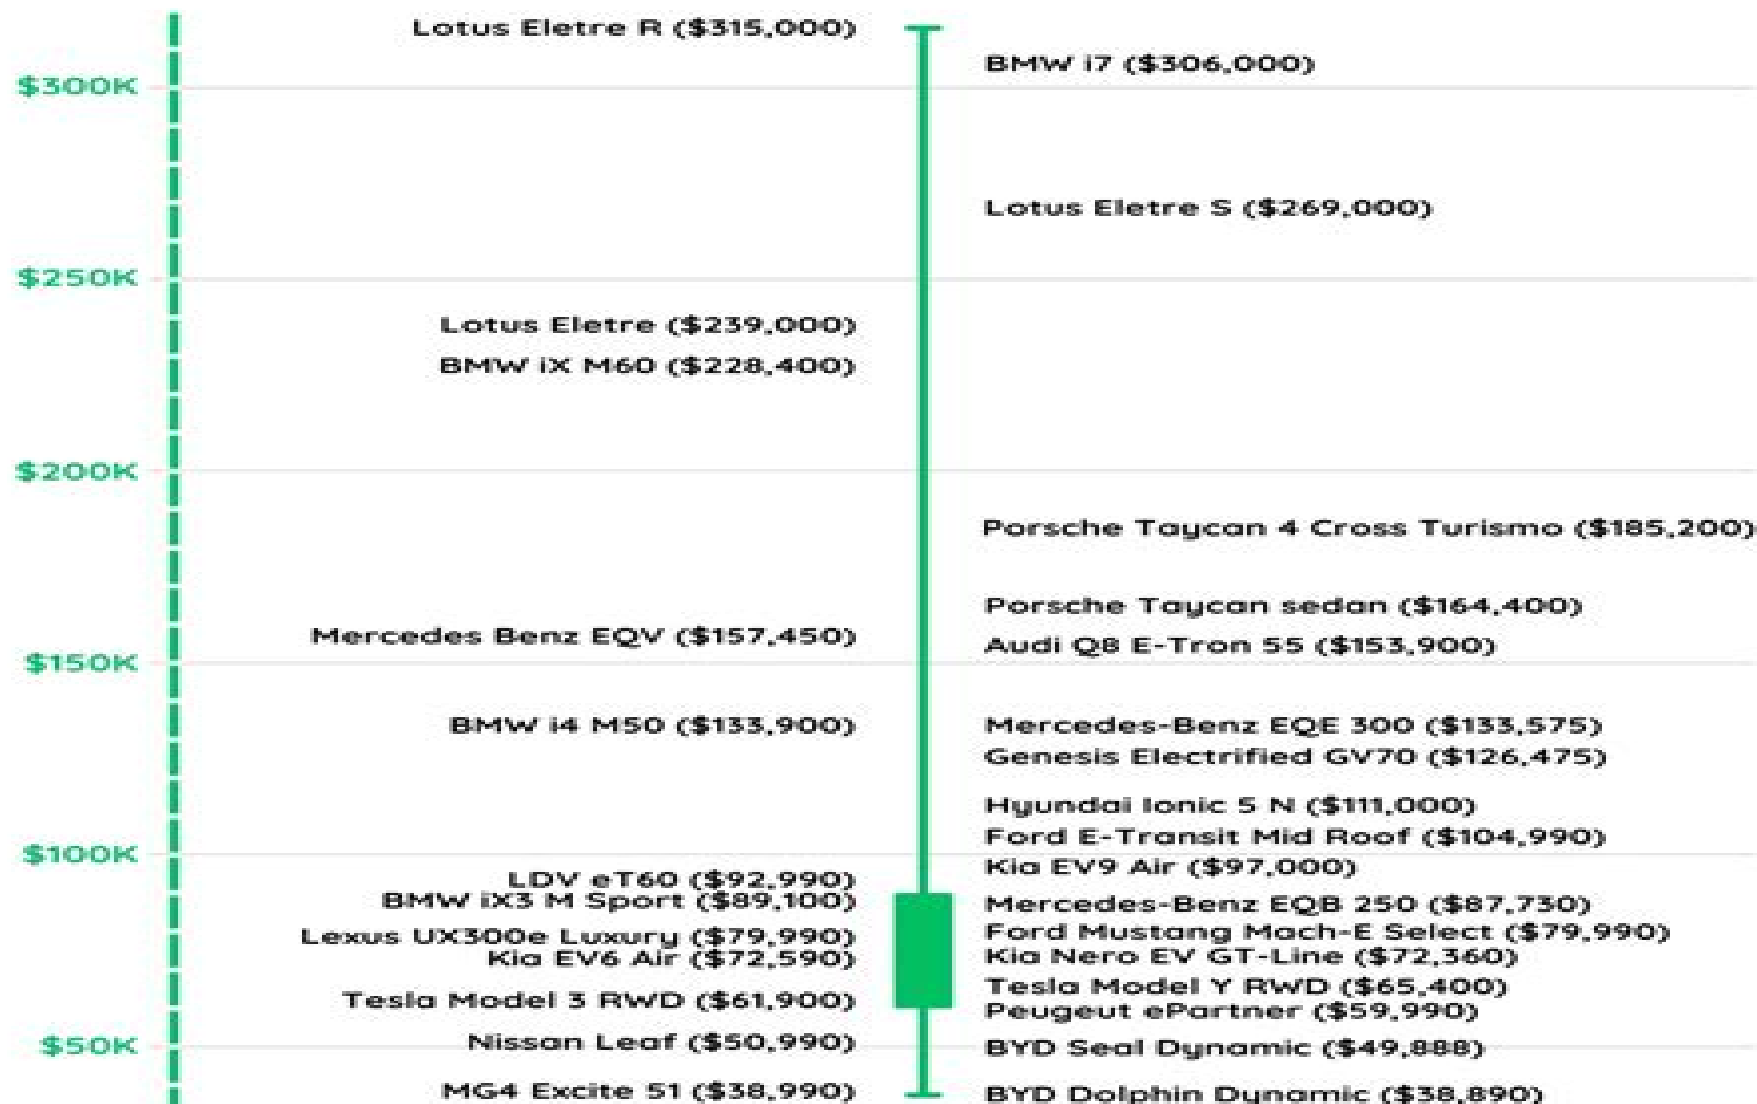 Lotus Eletre R ($315,000)
BMW i7 ($306,000)
$300K
Lotus Eletre S ($269,000)
$250K
Lotus Eletre ($239,000)
BMW iX M60 ($228,400)
$200K
Porsche Taycan 4 Cross Turismo ($185,200)
Porsche Taycan sedan ($164,400)
Mercedes Benz EQV ($157,450)
Audi Q8 E-Tron 55 ($153,900)
$150K
BMW i4 M50 ($133,900)
Mercedes-Benz EQE 300 ($133,575)
Genesis Electrified GV70 ($126,475)
Hyundai Ionic 5 N ($111,000)
Ford E-Transit Mid Roof ($104,990)
$100K
Kia EV9 Air ($97,000)
LDV eT60 ($92,990)
BMW iX3 M Sport ($89,100)
Mercedes-Benz EQB 250 ($87,730)
Lexus UX300e Luxury ($79,990)
Ford Mustang Mach-E Select ($79,990)
Kia EV6 Air ($72,590)
Kia Nero EV GT-Line ($72,360)
Tesla Model Y RWD ($65,400)
Tesla Model 3 RWD ($61,900)
Peugeut ePartner ($59,990)
Nissan Leaf ($50,990)
$50K
BYD Seal Dynamic ($49,888)
MG4 Excite 51 ($38,990)
BYD Dolphin Dynamic ($38,890)